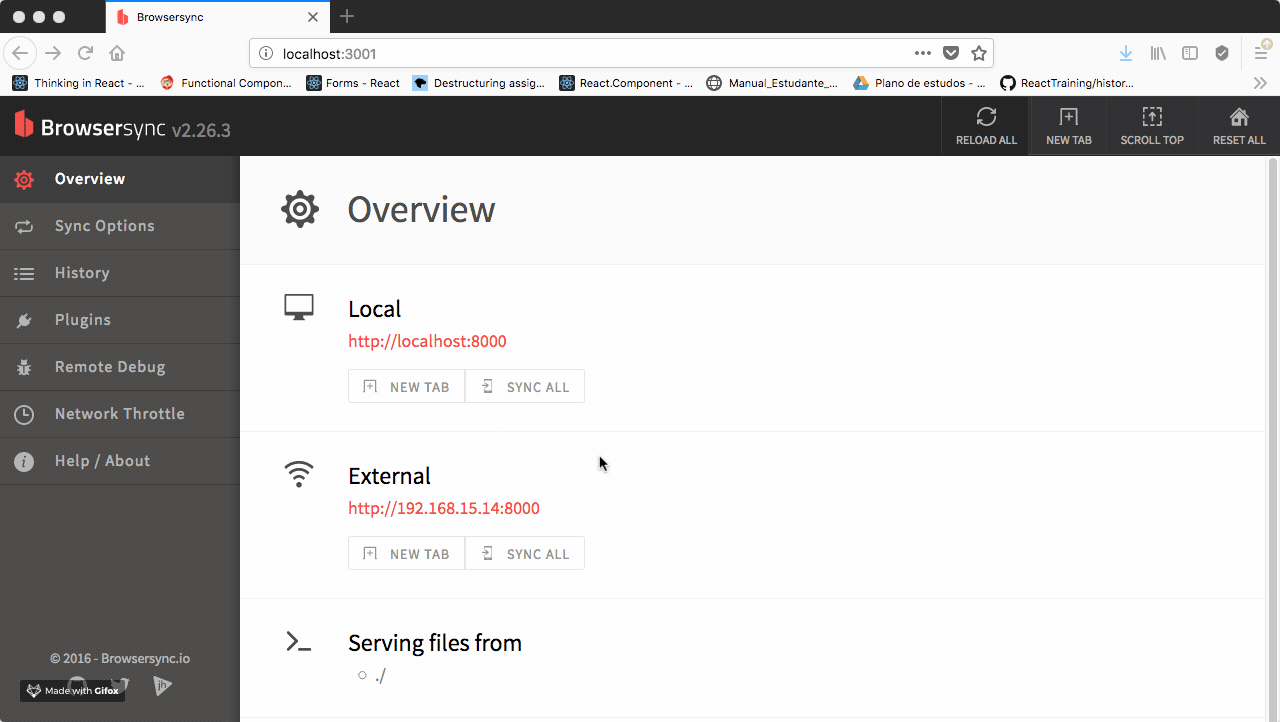 Browsersync
localhost:3001
Thinking in React - ...
Functional Compon...
Forms - React
Destructuring assig...
React.Component - ...
Manual_Estudante_...
Plano de estudos - ...
ReactTraining/histor...
Browsersync v2.26.3
RELOAD ALL
NEW TAB
SCROLL TOP
RESET ALL
Overview
Sync Options
History
Plugins
Remote Debug
Network Throttle
Help / About
© 2016 - Browsersync.io
jh
Made with Gifox
Overview
Local
http://localhost:8000
NEW TAB
SYNC ALL
External
http://192.168.15.14:8000
NEW TAB
SYNC ALL
Serving files from
./